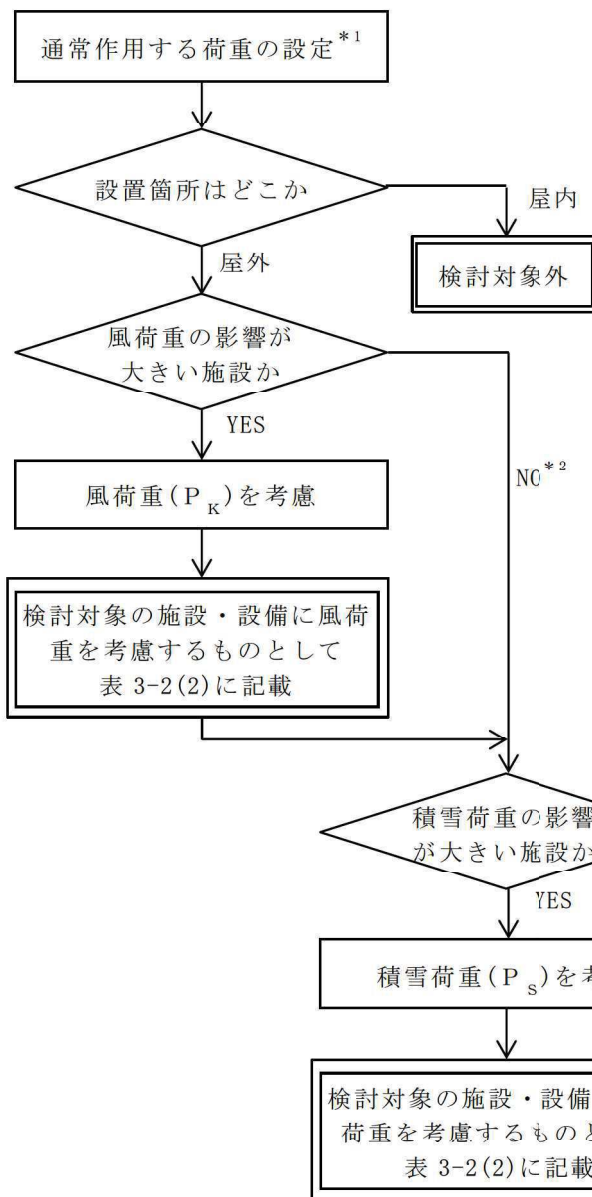 通常作用する荷重の設定*1
設置箇所はどこか
屋内
検討対象外
屋外
風荷重の影響が
大きい施設か
YES
NO*2
風荷重(PK)を考慮
検討対象の施設・設備に風荷
重を考慮するものとして
表 3-2(2)に記載
積雪荷重の影響
が大きい施設か
YES
積雪荷重(PS)を考
検討対象の施設・設備
荷重を考慮するものと
表 3-2(2)に記載